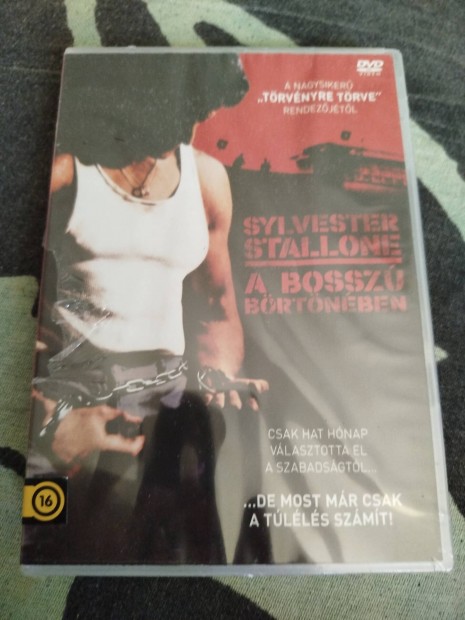 DVD
VIDEO
A NAGYSIKERŰ
„TÖRVÉNYRE TÖRVE”
RENDEZŐJÉTŐL
SYLVESTER
STALLONE
A BOSSZÚ
BÖRTÖNÉBEN
CSAK HAT HÓNAP
VÁLASZTOTTA EL
A SZABADSÁGTÓL...
...DE MOST MÁR CSAK
A TÚLÉLÉS SZÁMÍT!
16